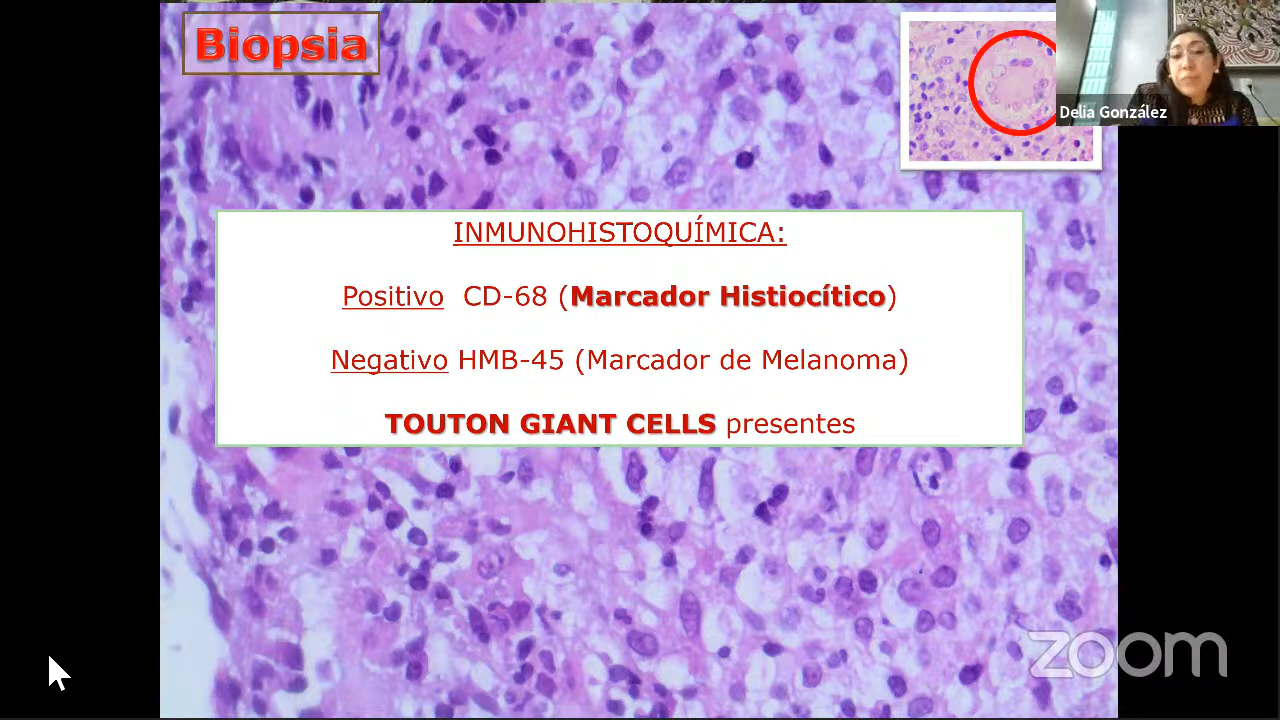 Biopsia
Delia González
INMUNOHISTOQUÍMICA:
Positivo CD-68 (Marcador Histiocítico)
Negativo HMB-45 (Marcador de Melanoma)
TOUTON GIANT CELLS presentes
zoom